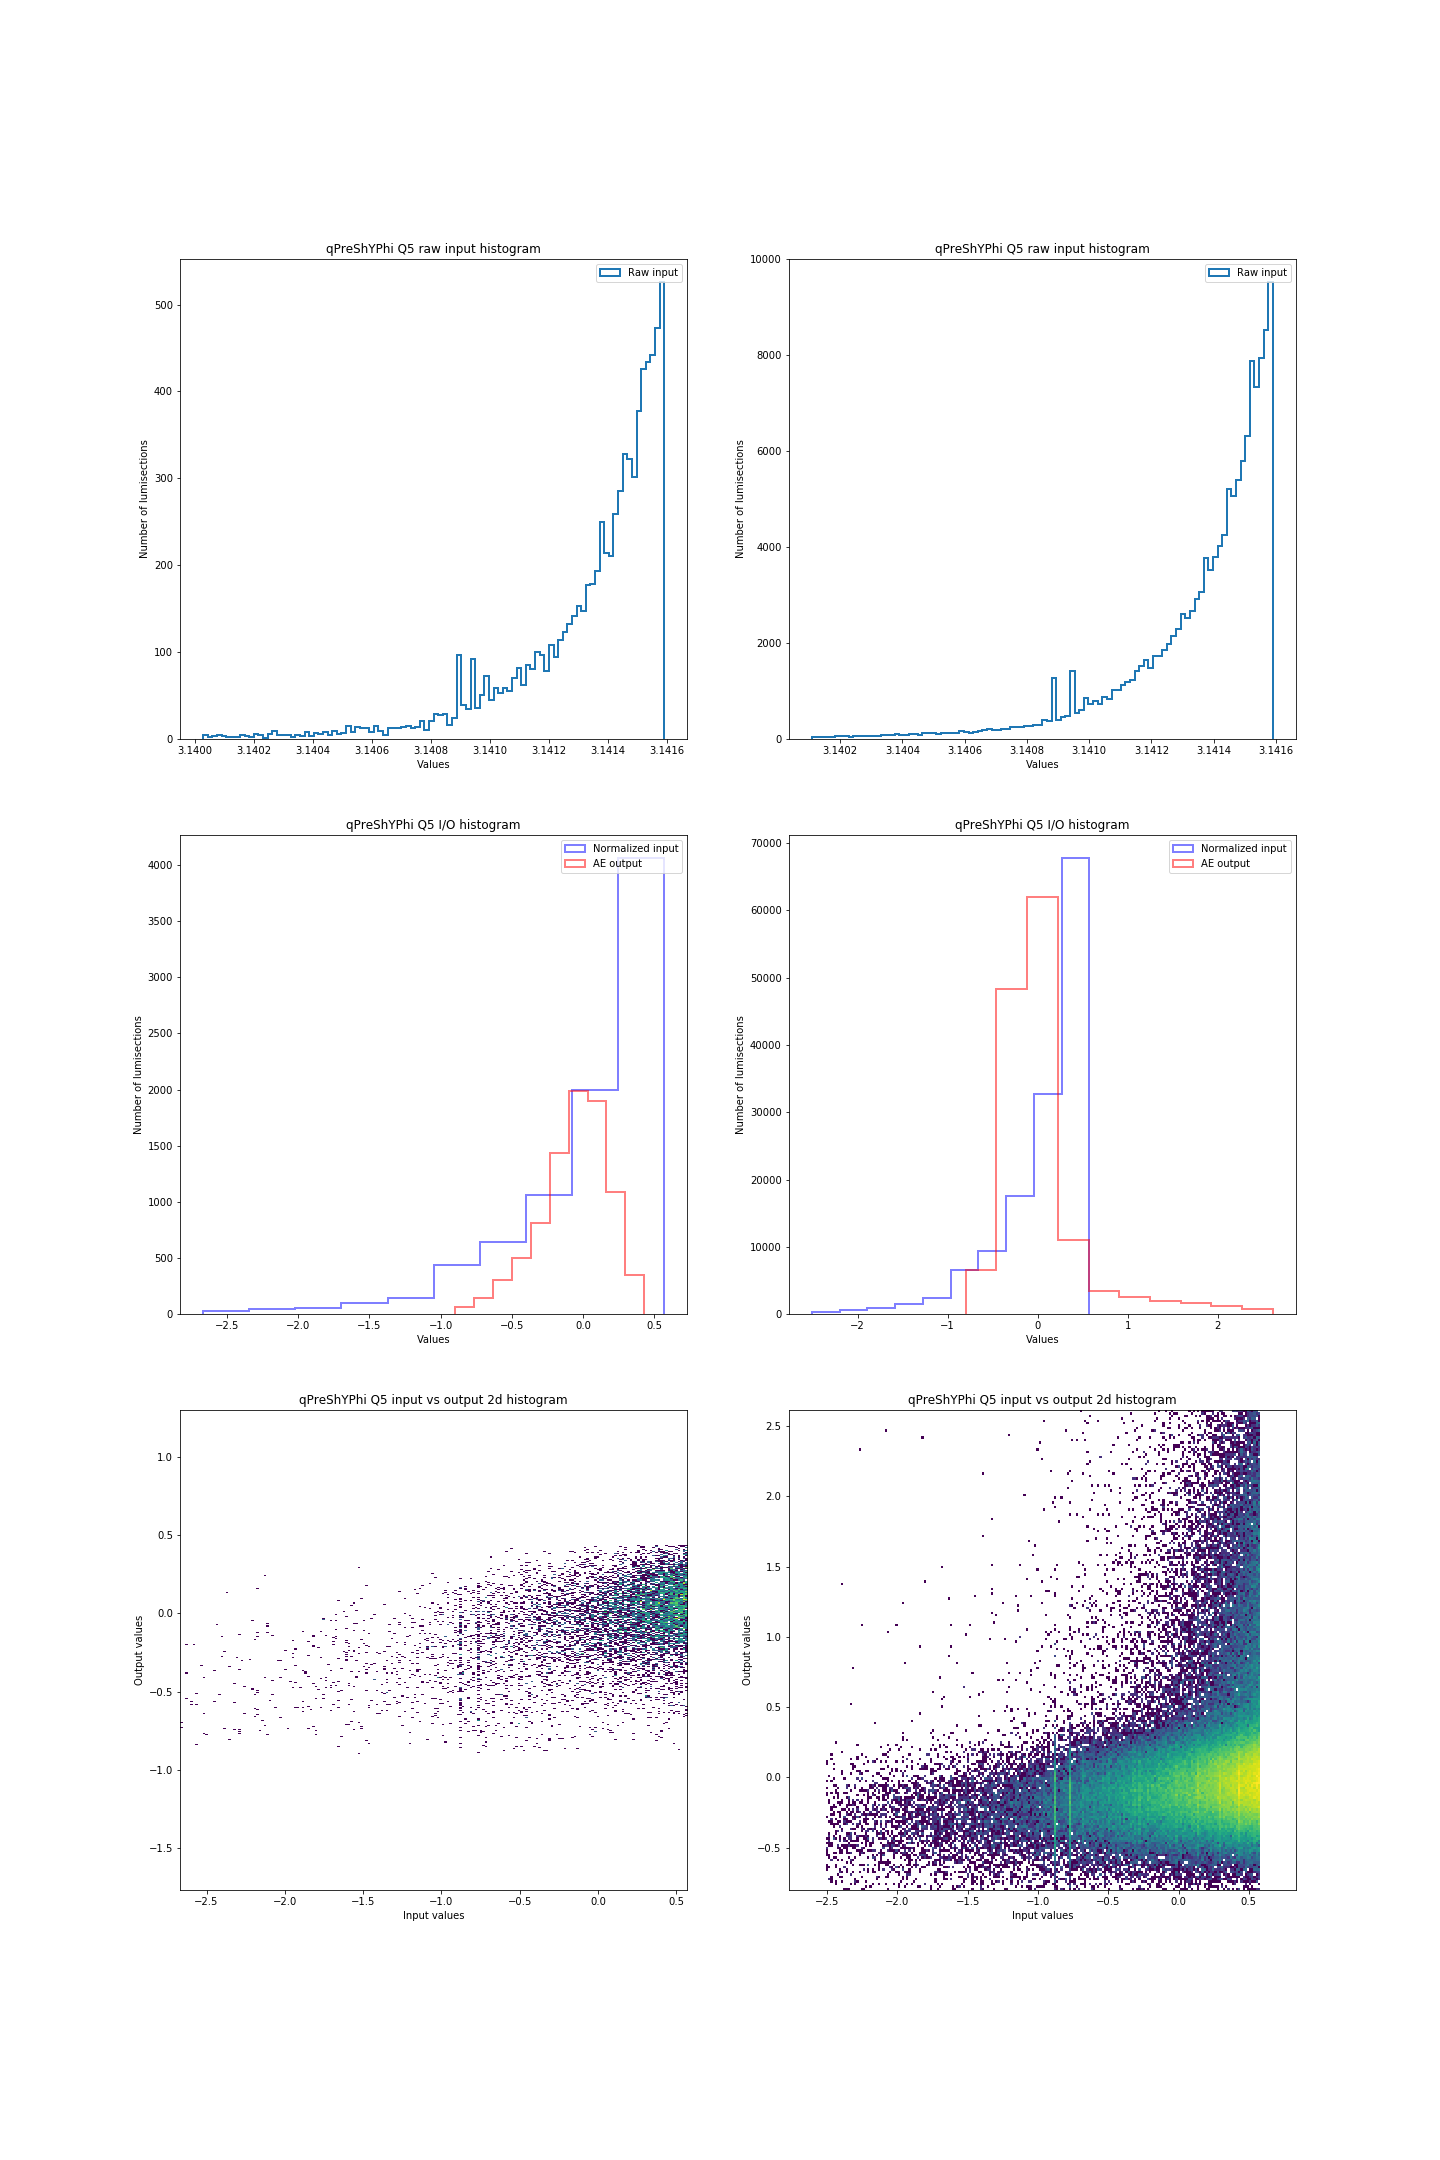 qPreShYPhi Q5 raw input histogram
Raw input
Number of lumisections
500
400
300
200
100
0
3.1400 3.1402 3.1404 3.1406 3.1408 3.1410 3.1412 3.1414 3.1416
Values
qPreShYPhi Q5 raw input histogram
Raw input
Number of lumisections
10000
8000
6000
4000
2000
0
3.1402 3.1404 3.1406 3.1408 3.1410 3.1412 3.1414 3.1416
Values
qPreShYPhi Q5 I/O histogram
Normalized input
AE output
Number of lumisections
4000
3500
3000
2500
2000
1500
1000
500
0
−2.5 −2.0 −1.5 −1.0 −0.5 0.0 0.5
Values
qPreShYPhi Q5 I/O histogram
Normalized input
AE output
Number of lumisections
70000
60000
50000
40000
30000
20000
10000
0
−2 −1 0 1 2
Values
qPreShYPhi Q5 input vs output 2d histogram
Output values
1.0
0.5
0.0
−0.5
−1.0
−1.5
−2.5 −2.0 −1.5 −1.0 −0.5 0.0 0.5
Input values
qPreShYPhi Q5 input vs output 2d histogram
Output values
2.5
2.0
1.5
1.0
0.5
0.0
−0.5
−2.5 −2.0 −1.5 −1.0 −0.5 0.0 0.5
Input values